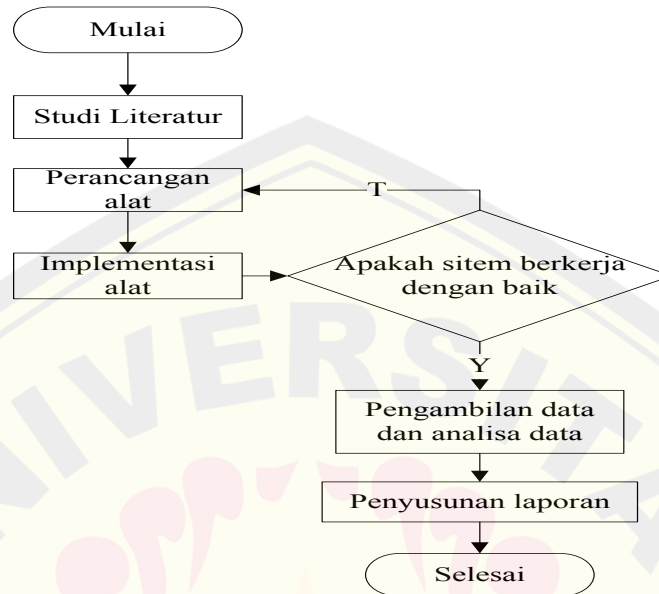 Mulai
Studi Literatur
Perancangan
alat
T
Implementasi
alat
Apakah sitem berkerja
dengan baik
Y
Pengambilan data
dan analisa data
Penyusunan laporan
Selesai